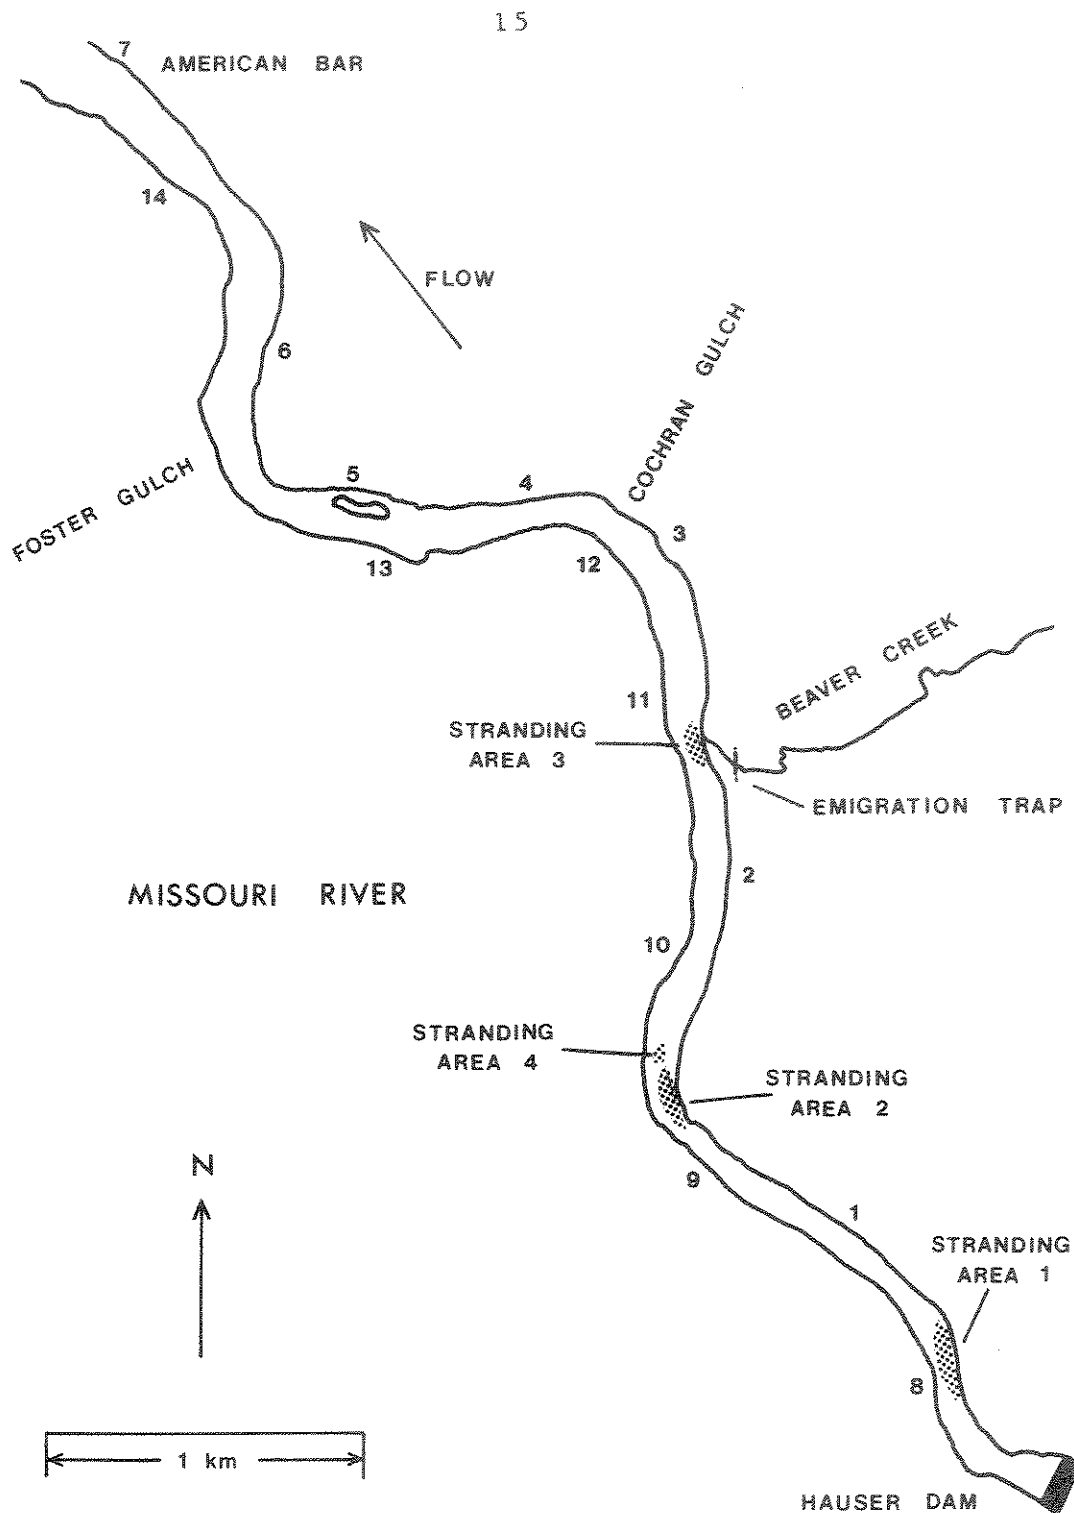 15
7
AMERICAN BAR
14
FLOW
6
COCHRAN GULCH
FOSTER GULCH
5
4
3
13
12
BEAVER CREEK
11
STRANDING
AREA 3
EMIGRATION TRAP
2
MISSOURI RIVER
10
STRANDING
AREA 4
STRANDING
AREA 2
N
9
1
STRANDING
AREA 1
8
1 km
HAUSER DAM